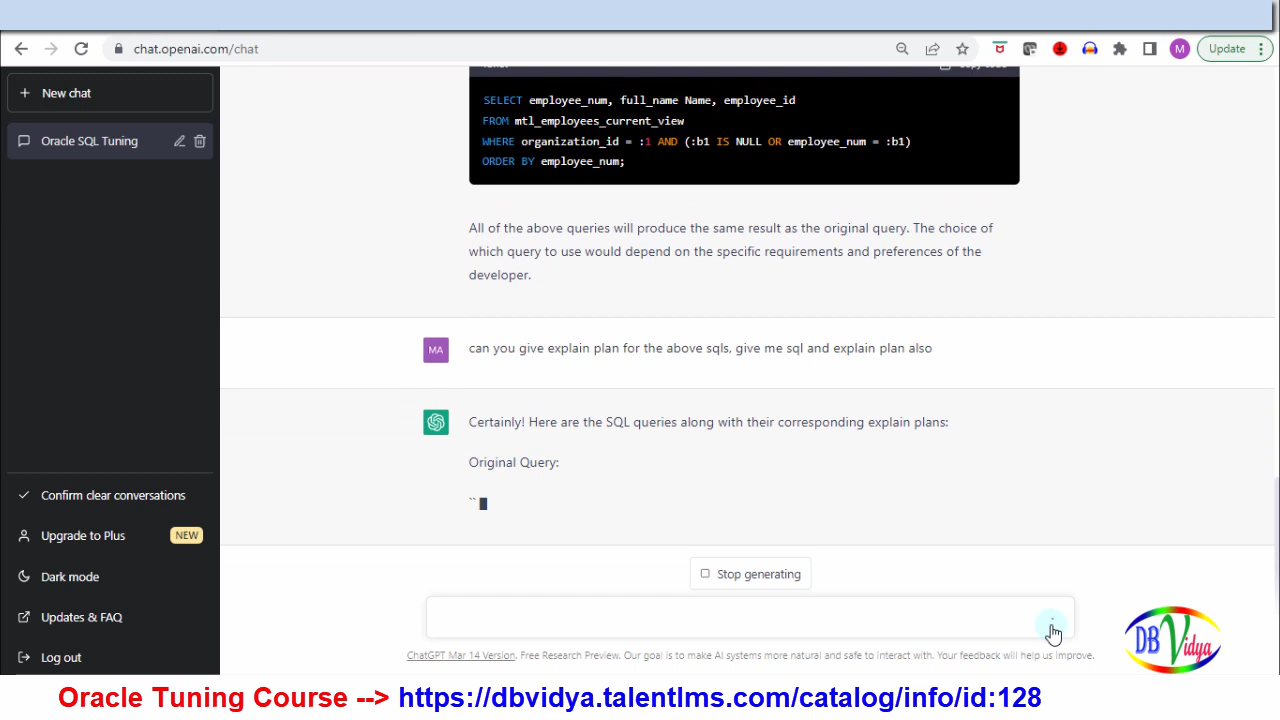 chat.openai.com/chat
M
Update
New chat
Oracle SQL Tuning
SELECT employee_num, full_name Name, employee_id
FROM mtl_employees_current_view
WHERE organization_id = :1 AND (:b1 IS NULL OR employee_num = :b1)
ORDER BY employee_num;
All of the above queries will produce the same result as the original query. The choice of
which query to use would depend on the specific requirements and preferences of the
developer.
MA
can you give explain plan for the above sqls, give me sql and explain plan also
Certainly! Here are the SQL queries along with their corresponding explain plans:
Original Query:
``
Confirm clear conversations
Upgrade to Plus NEW
Dark mode
Updates & FAQ
Log out
Stop generating
ChatGPT Mar 14 Version. Free Research Preview. Our goal is to make AI systems more natural and safe to interact with. Your feedback will help us improve.
DB Vidya
Oracle Tuning Course --> https://dbvidya.talentlms.com/catalog/info/id:128